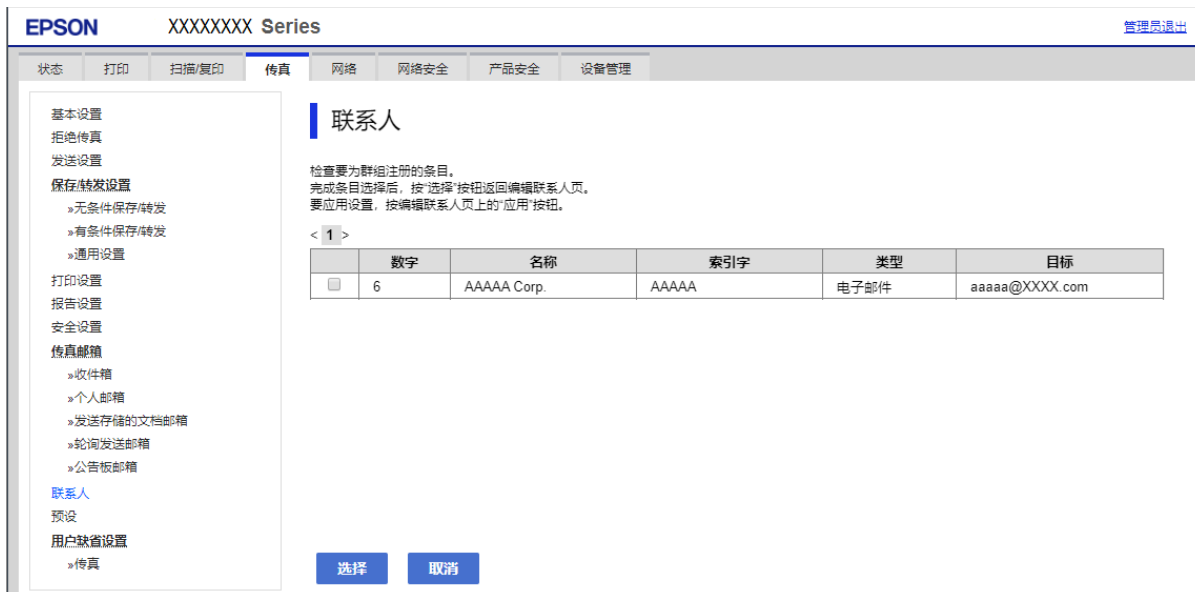 EPSON XXXXXXXX Series 管理员退出
状态 打印 扫描/复印 传真 网络 网络安全 产品安全 设备管理
基本设置
拒绝传真
发送设置
保存/转发设置
»无条件保存/转发
»有条件保存/转发
»通用设置
打印设置
报告设置
安全设置
传真邮箱
»收件箱
»个人邮箱
»发送存储的文档邮箱
»轮询发送邮箱
»公告板邮箱
联系人
预设
用户缺省设置
»传真
联系人
检查要为群组注册的条目。
完成条目选择后，按"选择"按钮返回编辑联系人页。
要应用设置，按编辑联系人页上的"应用"按钮。
< 1 >
数字 名称 索引字 类型 目标
6 AAAAA Corp. AAAAA 电子邮件 aaaaa@XXXX.com
选择 取消